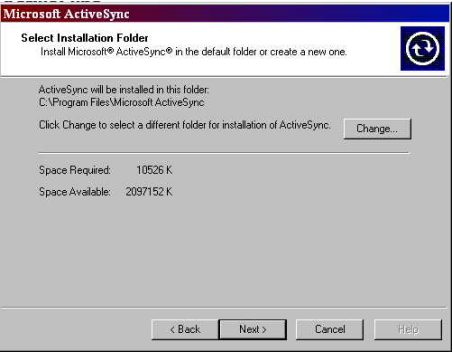 Microsoft ActiveSync
Select Installation Folder
Install Microsoft® ActiveSync® in the default folder or create a new one.
ActiveSync will be installed in this folder:
C:\Program Files\Microsoft ActiveSync
Click Change to select a different folder for installation of ActiveSync.
Change...
Space Required: 10526 K
Space Available: 2097152 K
< Back Next > Cancel Help